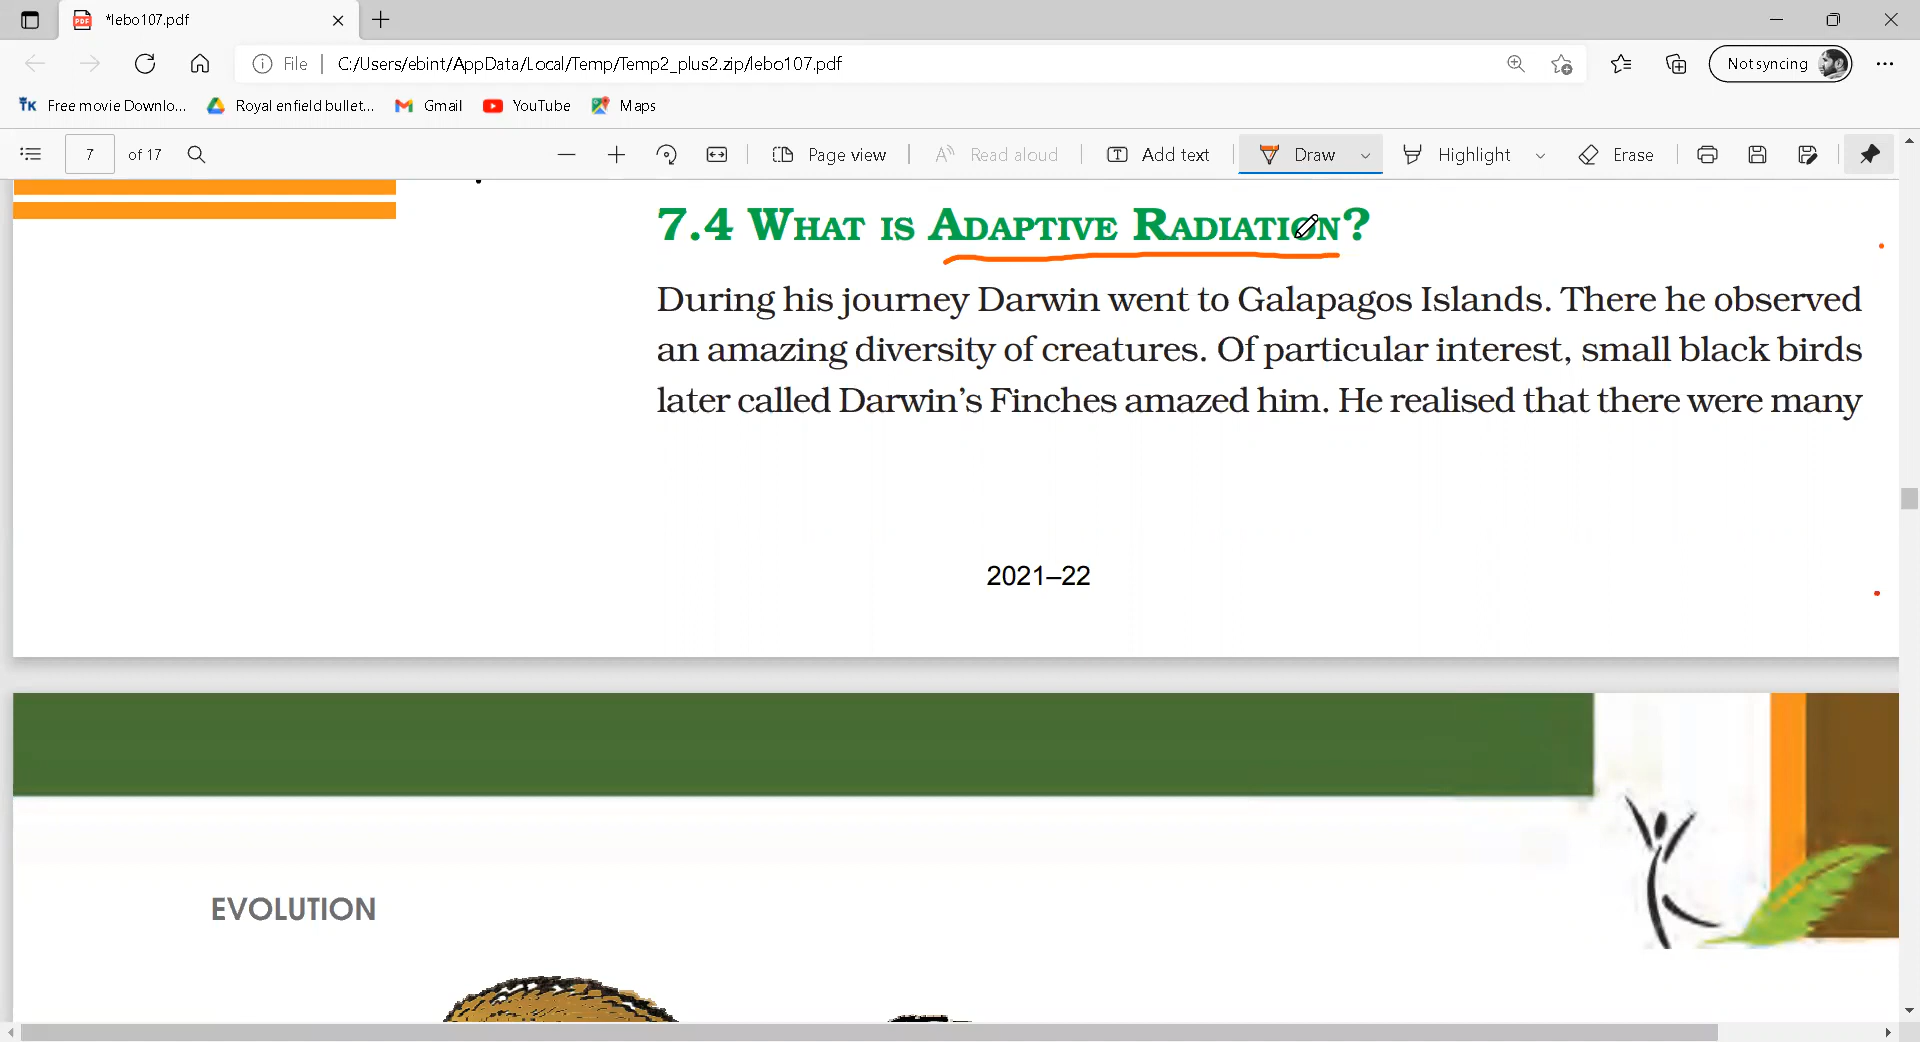 *lebo107.pdf
File
C:/Users/ebint/AppData/Local/Temp/Temp2_plus2.zip/lebo107.pdf
Not syncing
Free movie Downlo...
Royal enfield bullet...
Gmail
YouTube
Maps
7
of 17
Page view
Read aloud
Add text
Draw
Highlight
Erase
7.4 WHAT IS ADAPTIVE RADIATION?
During his journey Darwin went to Galapagos Islands. There he observed
an amazing diversity of creatures. Of particular interest, small black birds
later called Darwin's Finches amazed him. He realised that there were many
2021–22
EVOLUTION